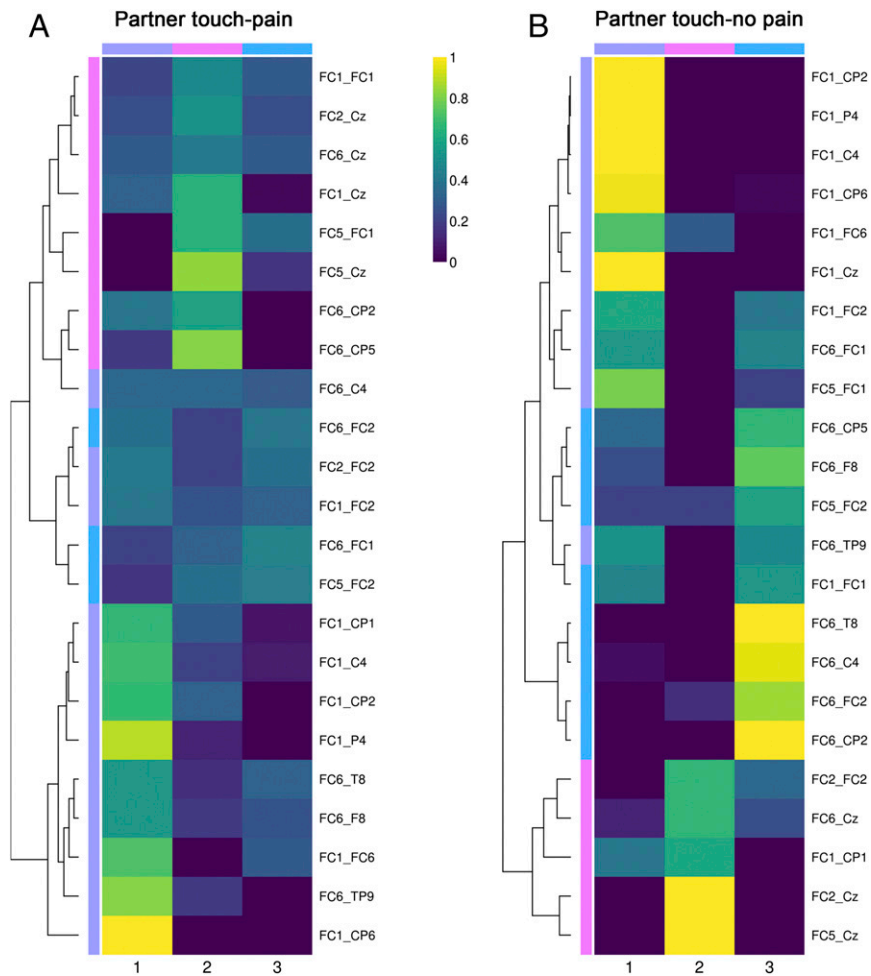 A
Partner touch-pain
FC1_FC1
FC2_Cz
FC6_Cz
FC1_Cz
FC5_FC1
FC5_Cz
FC6_CP2
FC6_CP5
FC6_C4
FC6_FC2
FC2_FC2
FC1_FC2
FC6_FC1
FC5_FC2
FC1_CP1
FC1_C4
FC1_CP2
FC1_P4
FC6_T8
FC6_F8
FC1_FC6
FC6_TP9
FC1_CP6
1 2 3
1
0.8
0.6
0.4
0.2
0
B
Partner touch-no pain
FC1_CP2
FC1_P4
FC1_C4
FC1_CP6
FC1_FC6
FC1_Cz
FC1_FC2
FC6_FC1
FC5_FC1
FC6_CP5
FC6_F8
FC5_FC2
FC6_TP9
FC1_FC1
FC6_T8
FC6_C4
FC6_FC2
FC6_CP2
FC2_FC2
FC6_Cz
FC1_CP1
FC2_Cz
FC5_Cz
1 2 3